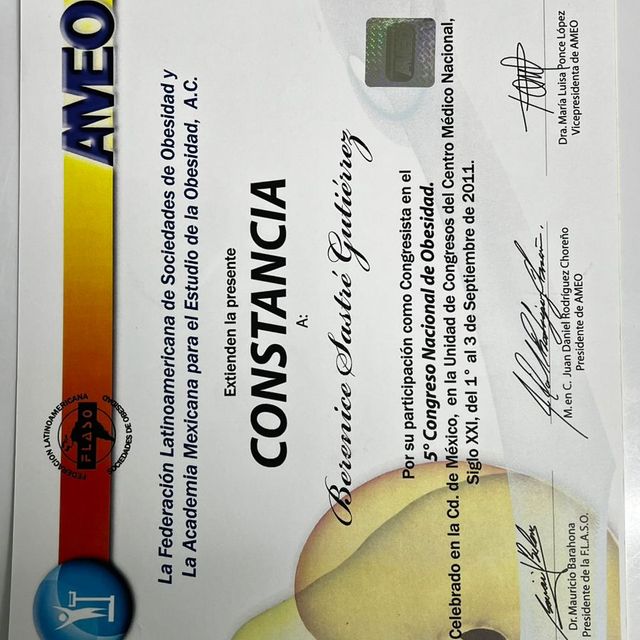 FEDERACION LATINOAMERICANA
FLASO
SOCIEDADES DE OBESIDAD
AMEO
La Federación Latinoamericana de Sociedades de Obesidad y
La Academia Mexicana para el Estudio de la Obesidad, A.C.
Extienden la presente
CONSTANCIA
A:
Berenice Sastré Gutiérrez
Por su participación como Congresista en el
5° Congreso Nacional de Obesidad.
Celebrado en la Cd. de México, en la Unidad de Congresos del Centro Médico Nacional,
Siglo XXI, del 1° al 3 de Septiembre de 2011.
Dr. Mauricio Barahona
Presidente de la F.L.A.S.O.
M. en C. Juan Daniel Rodríguez Choreño
Presidente de AMEO
Dra. María Luisa Ponce López
Vicepresidenta de AMEO